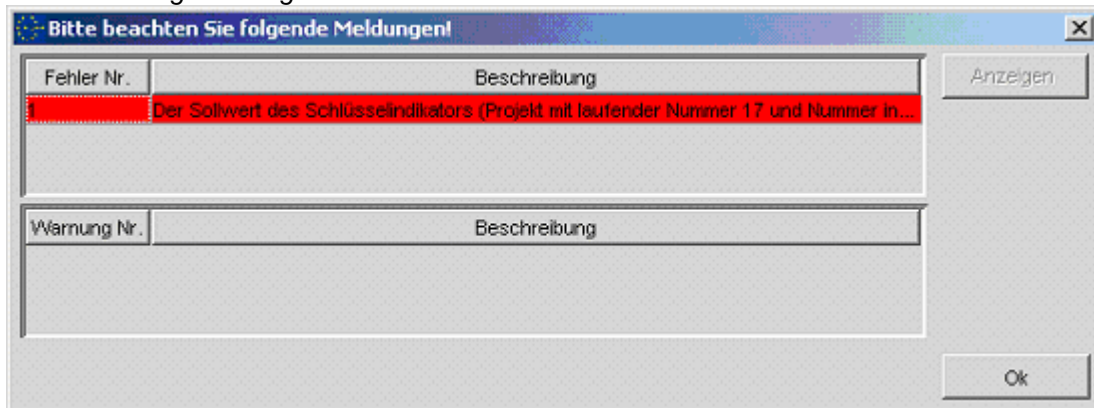 Bitte beachten Sie folgende Meldungen!
Fehler Nr. Beschreibung Anzeigen
1 Der Sollwert des Schlüsselindikators (Projekt mit laufender Nummer 17 und Nummer in...
Warnung Nr. Beschreibung
Ok